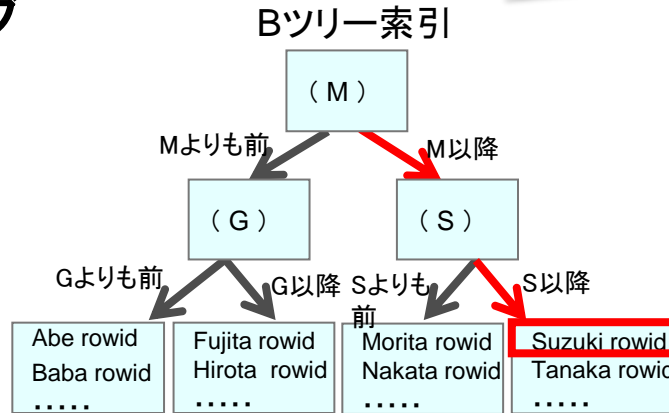 Bツリー索引
（ M ）
Mよりも前
M以降
（ G ）
（ S ）
Gよりも前
G以降
Sよりも
前
S以降
Abe rowid
Baba rowid
・・・・・
Fujita rowid
Hirota rowid
・・・・・
Morita rowid
Nakata rowid
・・・・・
Suzuki rowid
Tanaka rowid
・・・・・